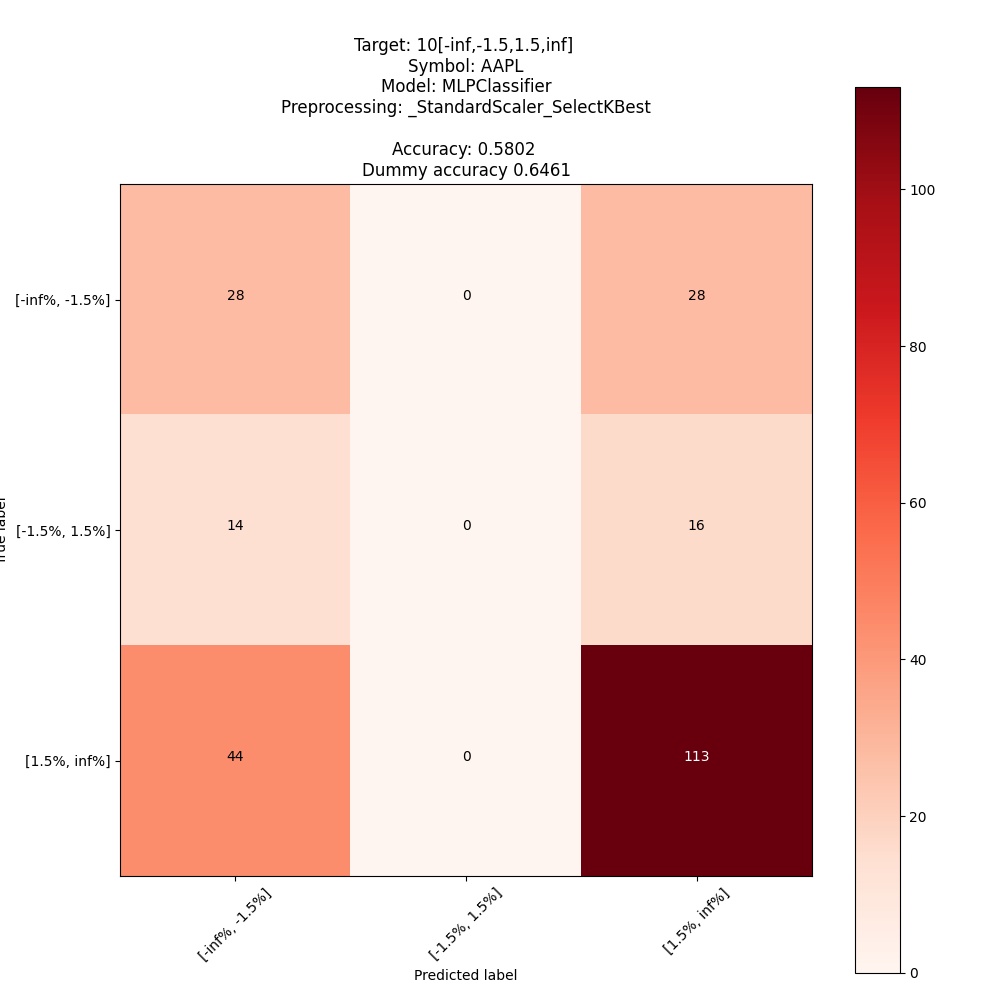 Target: 10[-inf,-1.5,1.5,inf]
Symbol: AAPL
Model: MLPClassifier
Preprocessing: _StandardScaler_SelectKBest
Accuracy: 0.5802
Dummy accuracy 0.6461
[-inf%, -1.5%] 28 0 28
[-1.5%, 1.5%] 14 0 16
[1.5%, inf%] 44 0 113
[-inf%, -1.5%] [-1.5%, 1.5%] [1.5%, inf%]
Predicted label
100
80
60
40
20
0
label